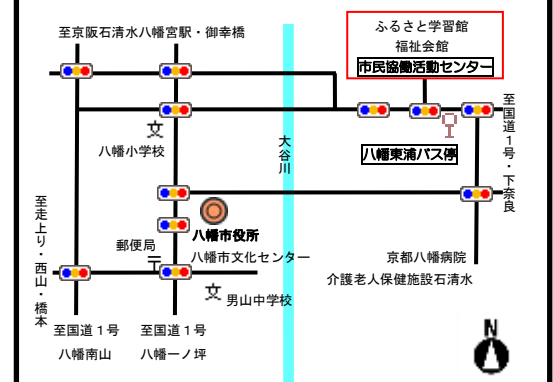 至京阪石清水八幡宮駅・御幸橋
ふるさと学習館
福祉会館
市民協働活動センター
文
八幡小学校
大谷川
八幡東浦バス停
至国道1号・下奈良
至走上り・西山・橋本
八幡市役所
郵便局
〒
八幡市文化センター
文
男山中学校
京都八幡病院
介護老人保健施設石清水
至国道1号
八幡南山
至国道1号
八幡一ノ坪
N